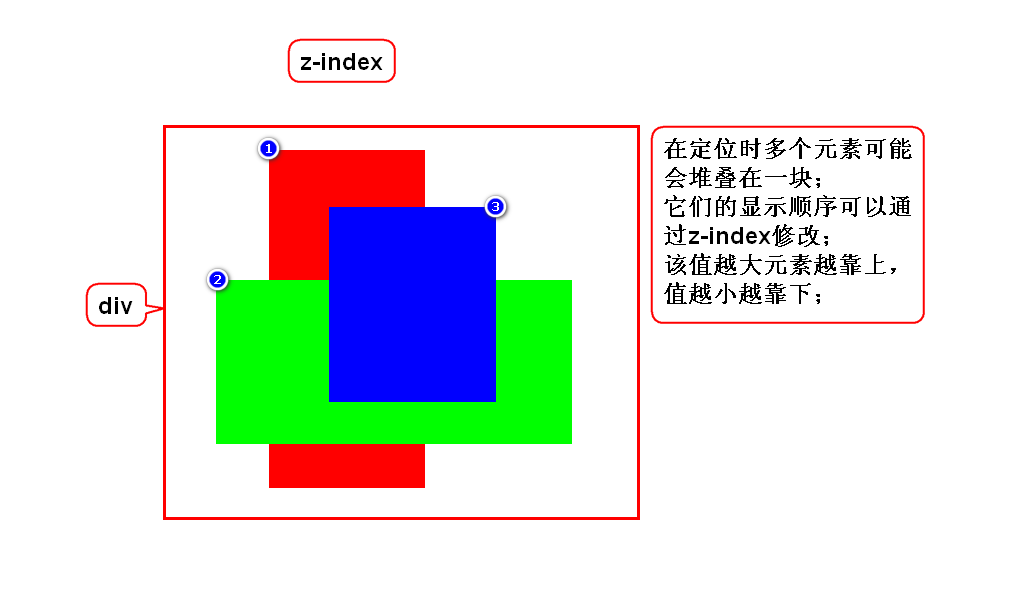 z-index
在定位时多个元素可能
会堆叠在一块；
它们的显示顺序可以通
过z-index修改；
该值越大元素越靠上，
值越小越靠下；
1
3
2
div